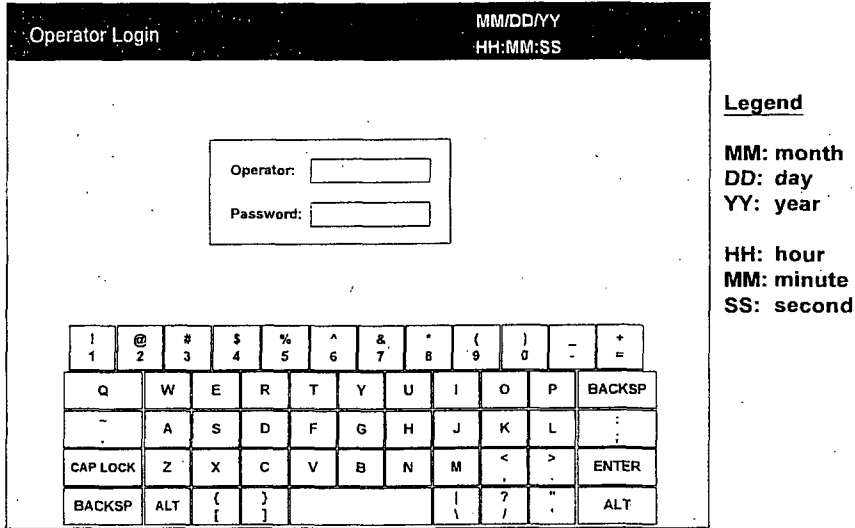 Operator Login
MM/DD/YY
HH:MM:SS
Legend
MM: month
DD: day
YY: year
HH: hour
MM: minute
SS: second
Operator:
Password:
! @ # $ % ^ & * ( ) _ +
1 2 3 4 5 6 7 8 9 0 - =
Q W E R T Y U I O P BACKSP
~ :
. A S D F G H J K L ;
< >
CAP LOCK Z X C V B N M , . ENTER
{ } | ? "
BACKSP ALT [ ] \ / ' ALT